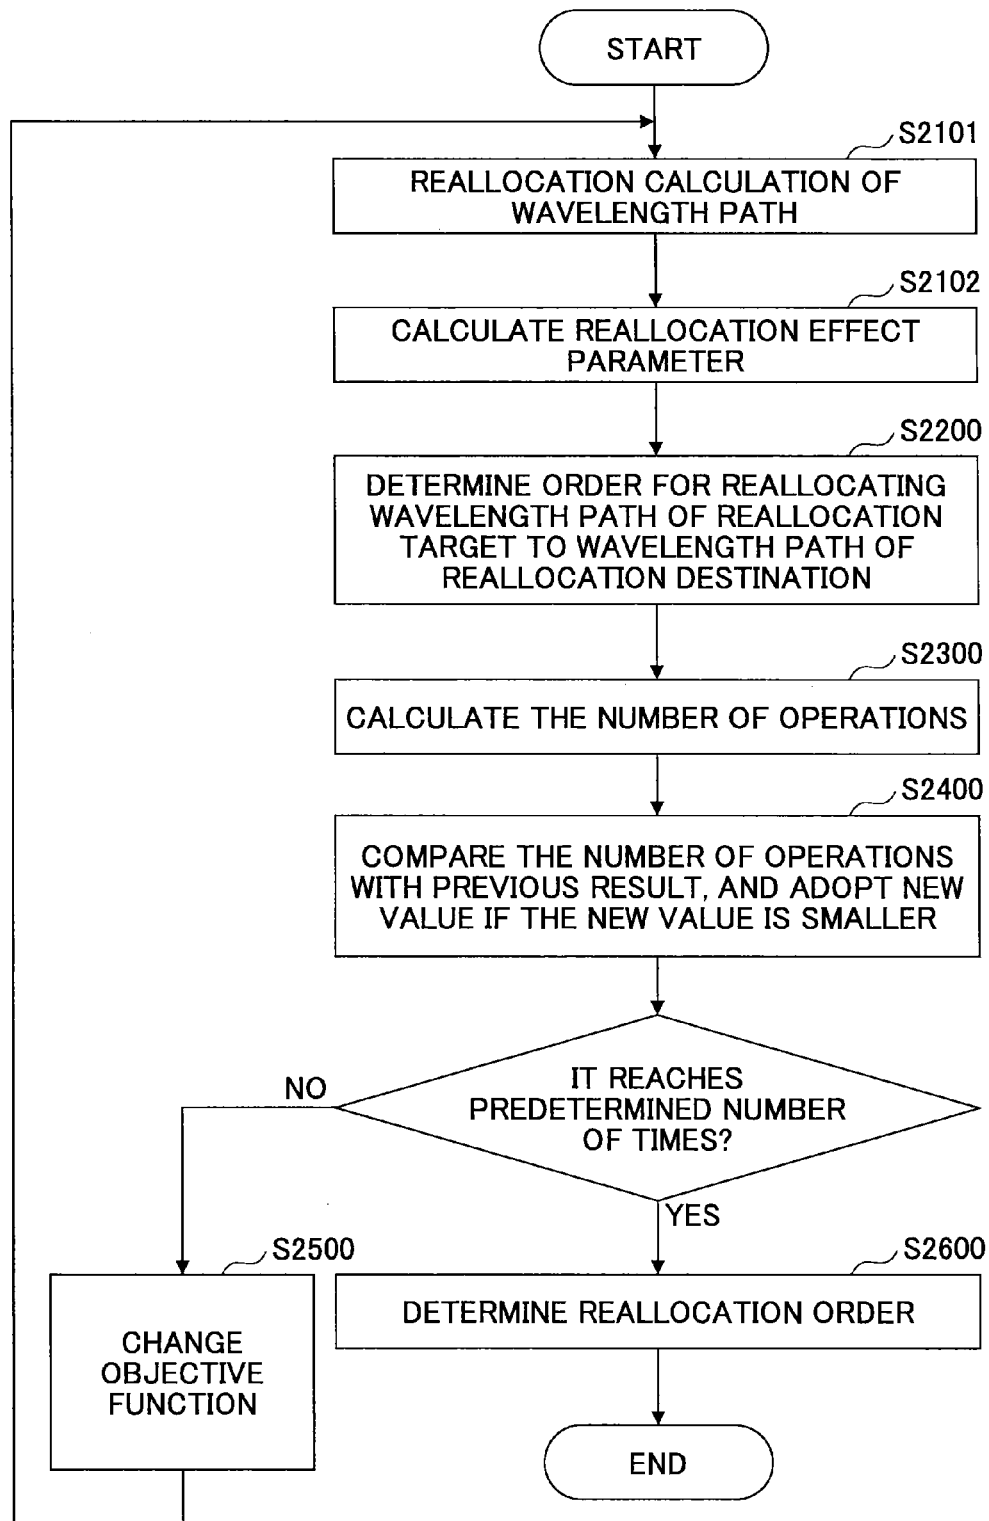 START
S2101
REALLOCATION CALCULATION OF
WAVELENGTH PATH
S2102
CALCULATE REALLOCATION EFFECT
PARAMETER
S2200
DETERMINE ORDER FOR REALLOCATING
WAVELENGTH PATH OF REALLOCATION
TARGET TO WAVELENGTH PATH OF
REALLOCATION DESTINATION
S2300
CALCULATE THE NUMBER OF OPERATIONS
S2400
COMPARE THE NUMBER OF OPERATIONS
WITH PREVIOUS RESULT, AND ADOPT NEW
VALUE IF THE NEW VALUE IS SMALLER
IT REACHES
PREDETERMINED NUMBER
OF TIMES?
NO
YES
S2500
CHANGE
OBJECTIVE
FUNCTION
S2600
DETERMINE REALLOCATION ORDER
END